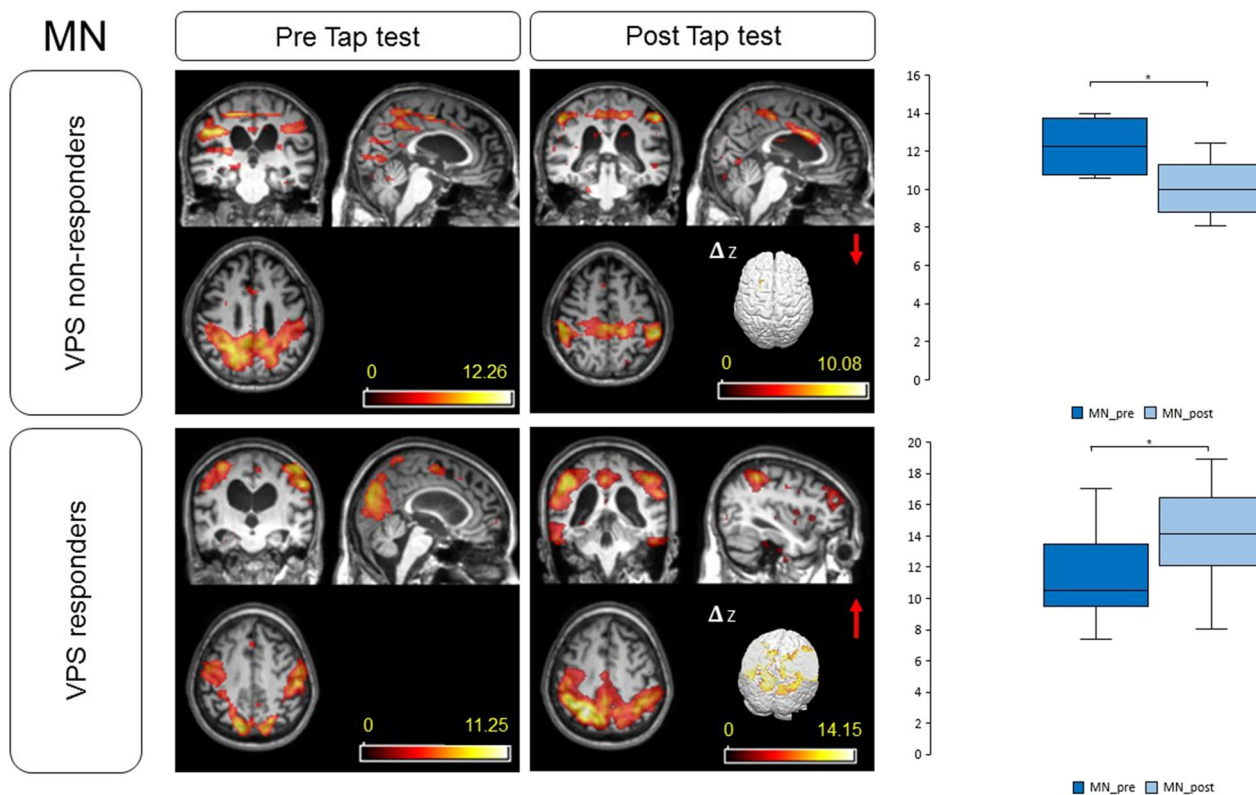 MN
Pre Tap test
Post Tap test
VPS non-responders
0 12.26
Δ z
0 10.08
16
14
12
10
8
6
4
2
0
*
MN_pre MN_post
VPS responders
0 11.25
Δ z
0 14.15
20
18
16
14
12
10
8
6
4
2
0
*
MN_pre MN_post